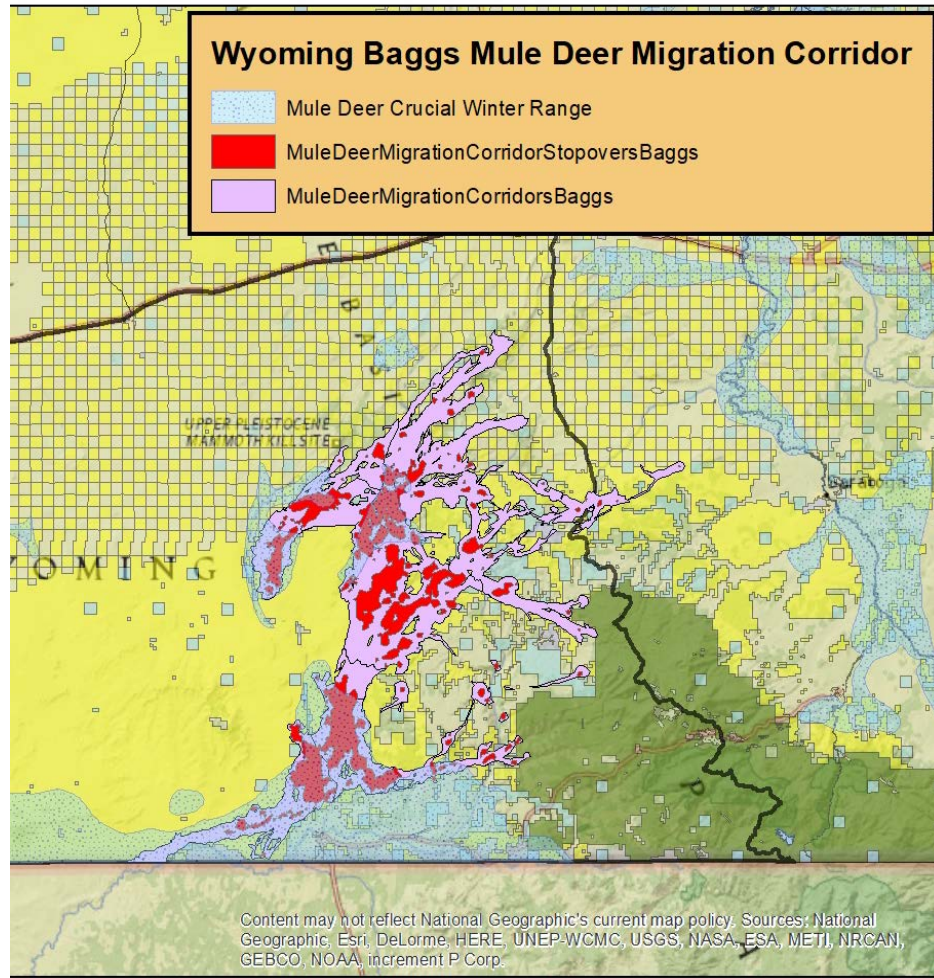 Wyoming Baggs Mule Deer Migration Corridor
Mule Deer Crucial Winter Range
MuleDeerMigrationCorridorStopoversBaggs
MuleDeerMigrationCorridorsBaggs
E
B A S I
UPPER PLEISTOCENE
MAMMOTH KILLSITE
YOMING
P
Content may not reflect National Geographic's current map policy. Sources: National
Geographic, Esri, DeLorme, HERE, UNEP-WCMC, USGS, NASA, ESA, METI, NRCAN,
GEBCO, NOAA, increment P Corp.